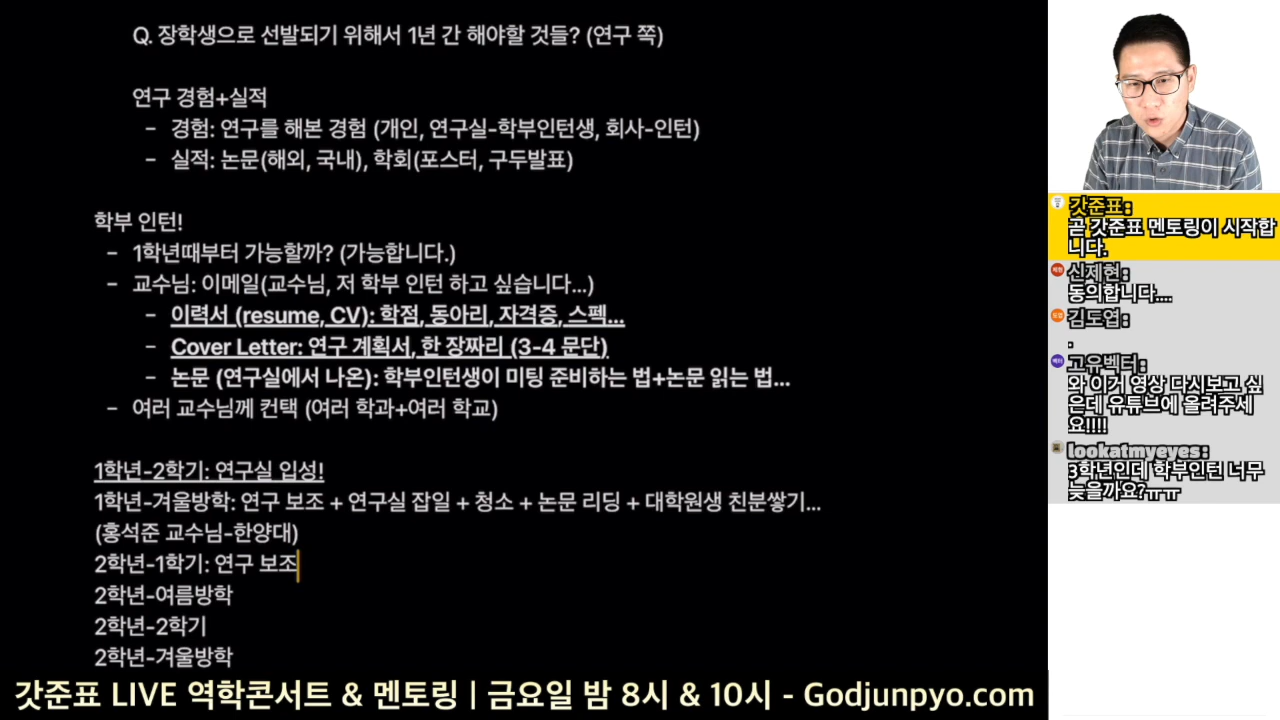 Q. 장학생으로 선발되기 위해서 1년 간 해야할 것들? (연구 쪽)
연구 경험+실적
- 경험: 연구를 해본 경험 (개인, 연구실-학부인턴생, 회사-인턴)
- 실적: 논문(해외, 국내), 학회(포스터, 구두발표)
학부 인턴!
- 1학년때부터 가능할까? (가능합니다.)
- 교수님: 이메일(교수님, 저 학부 인턴 하고 싶습니다...)
- 이력서 (resume, CV): 학점, 동아리, 자격증, 스펙...
- Cover Letter: 연구 계획서, 한 장짜리 (3-4 문단)
- 논문 (연구실에서 나온): 학부인턴생이 미팅 준비하는 법+논문 읽는 법...
- 여러 교수님께 컨택 (여러 학과+여러 학교)
1학년-2학기: 연구실 입성!
1학년-겨울방학: 연구 보조 + 연구실 잡일 + 청소 + 논문 리딩 + 대학원생 친분쌓기...
(홍석준 교수님-한양대)
2학년-1학기: 연구 보조
2학년-여름방학
2학년-2학기
2학년-겨울방학
갓준표 LIVE 역학콘서트 & 멘토링 | 금요일 밤 8시 & 10시 - Godjunpyo.com
갓준표:
곧 갓준표 멘토링이 시작합
니다.
신제현:
동의합니다....
김도엽:
.
고유벡터:
와 이거 영상 다시보고 싶
은데 유튜브에 올려주세
요!!!!
lookatmyeyes:
3학년인데 학부인턴 너무
늦을까요?ㅠㅠ